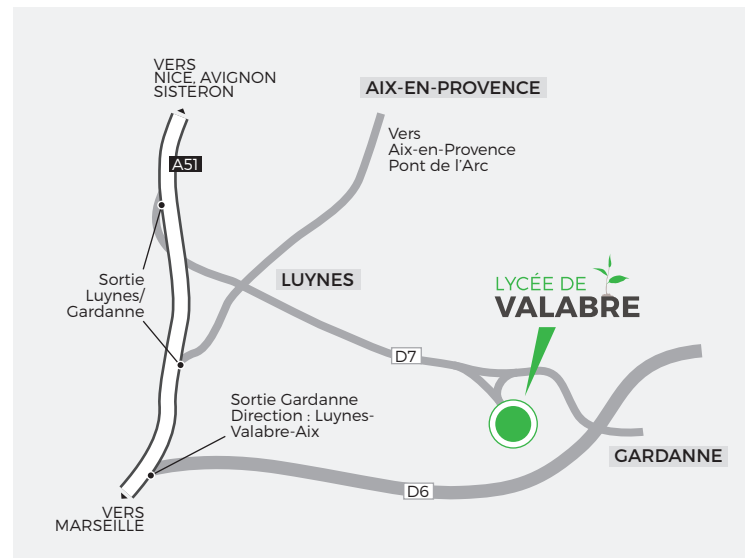 VERS
NICE, AVIGNON
SISTERON
AIX-EN-PROVENCE
Vers
Aix-en-Provence
Pont de l'Arc
A51
Sortie
Luynes/
Gardanne
LUYNES
LYCÉE DE
VALABRE
D7
Sortie Gardanne
Direction : Luynes-
Valabre-Aix
GARDANNE
D6
VERS
MARSEILLE